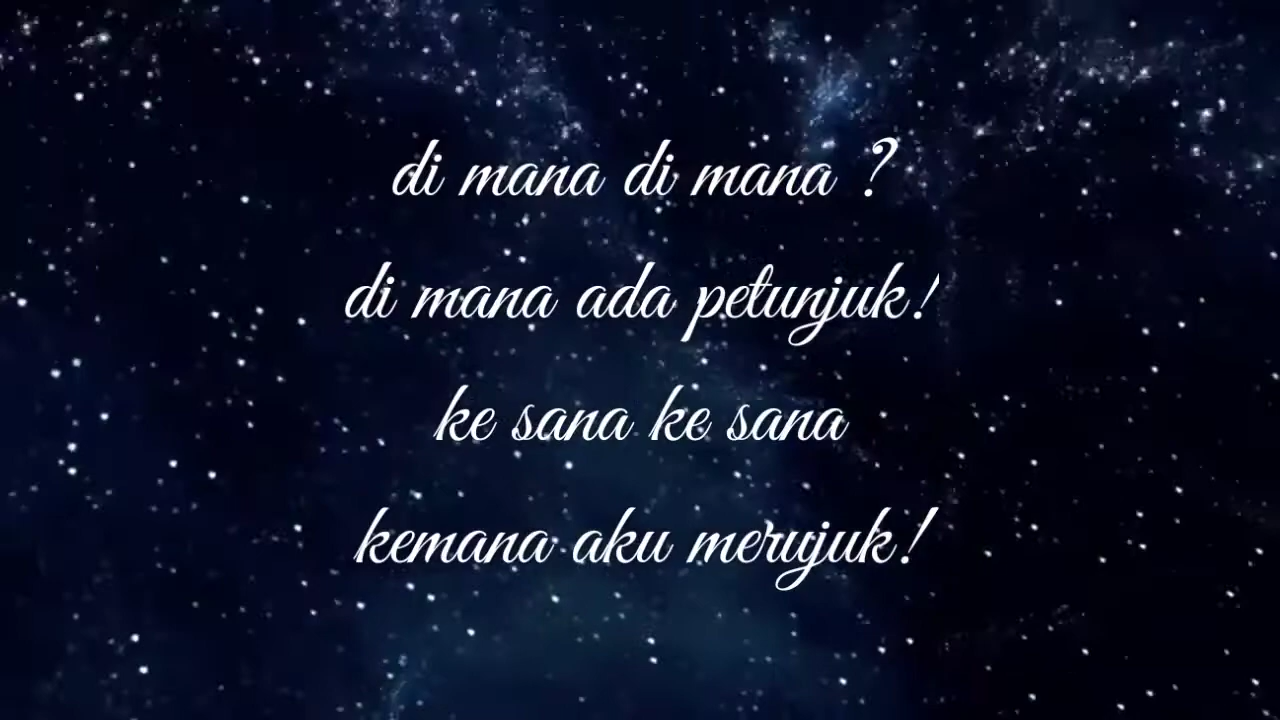 di mana di mana ?
di mana ada petunjuk!
ke sana ke sana
kemana aku merujuk!